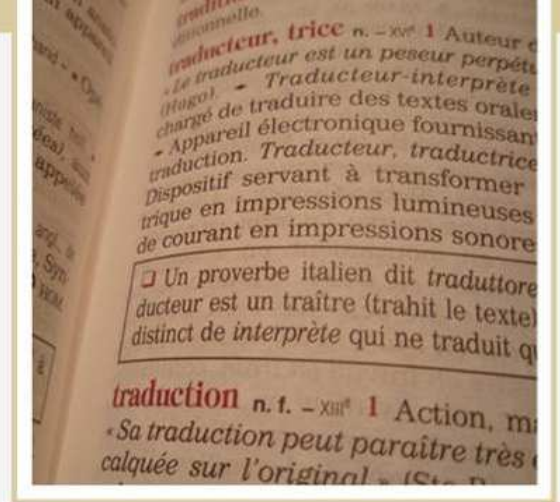 traducteur, trice n. – XVIᵉ 1 Auteur
« Le traducteur est un peseur perpétu
(Hugo). – Traducteur-interprète
chargé de traduire des textes oraler
– Appareil électronique fournissan
traduction. Traducteur, traductrice
Dispositif servant à transformer
trique en impressions lumineuses
de courant en impressions sonore
❑ Un proverbe italien dit traduttore
ducteur est un traître (trahit le texte)
distinct de interprète qui ne traduit q
traduction n. f. – XIIIᵉ 1 Action, m
« Sa traduction peut paraître très
calquée sur l'original »